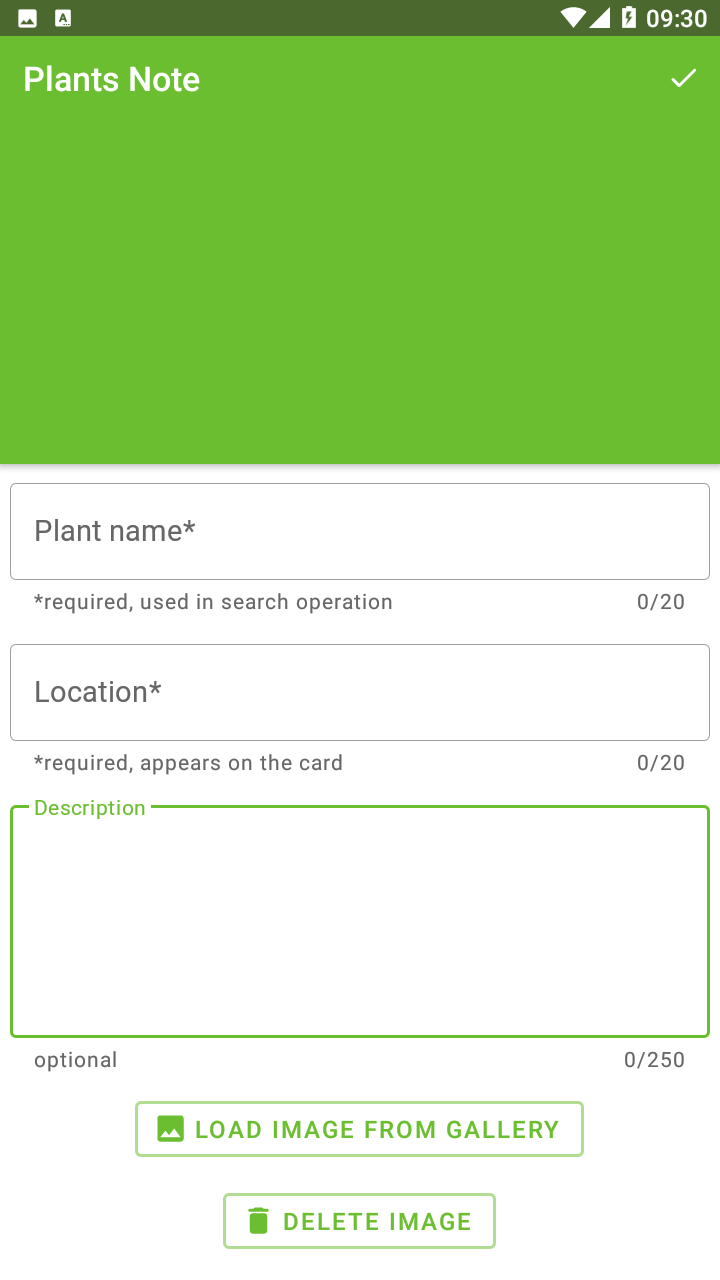 09:30
Plants Note
Plant name*
*required, used in search operation 0/20
Location*
*required, appears on the card 0/20
Description
optional 0/250
LOAD IMAGE FROM GALLERY
DELETE IMAGE